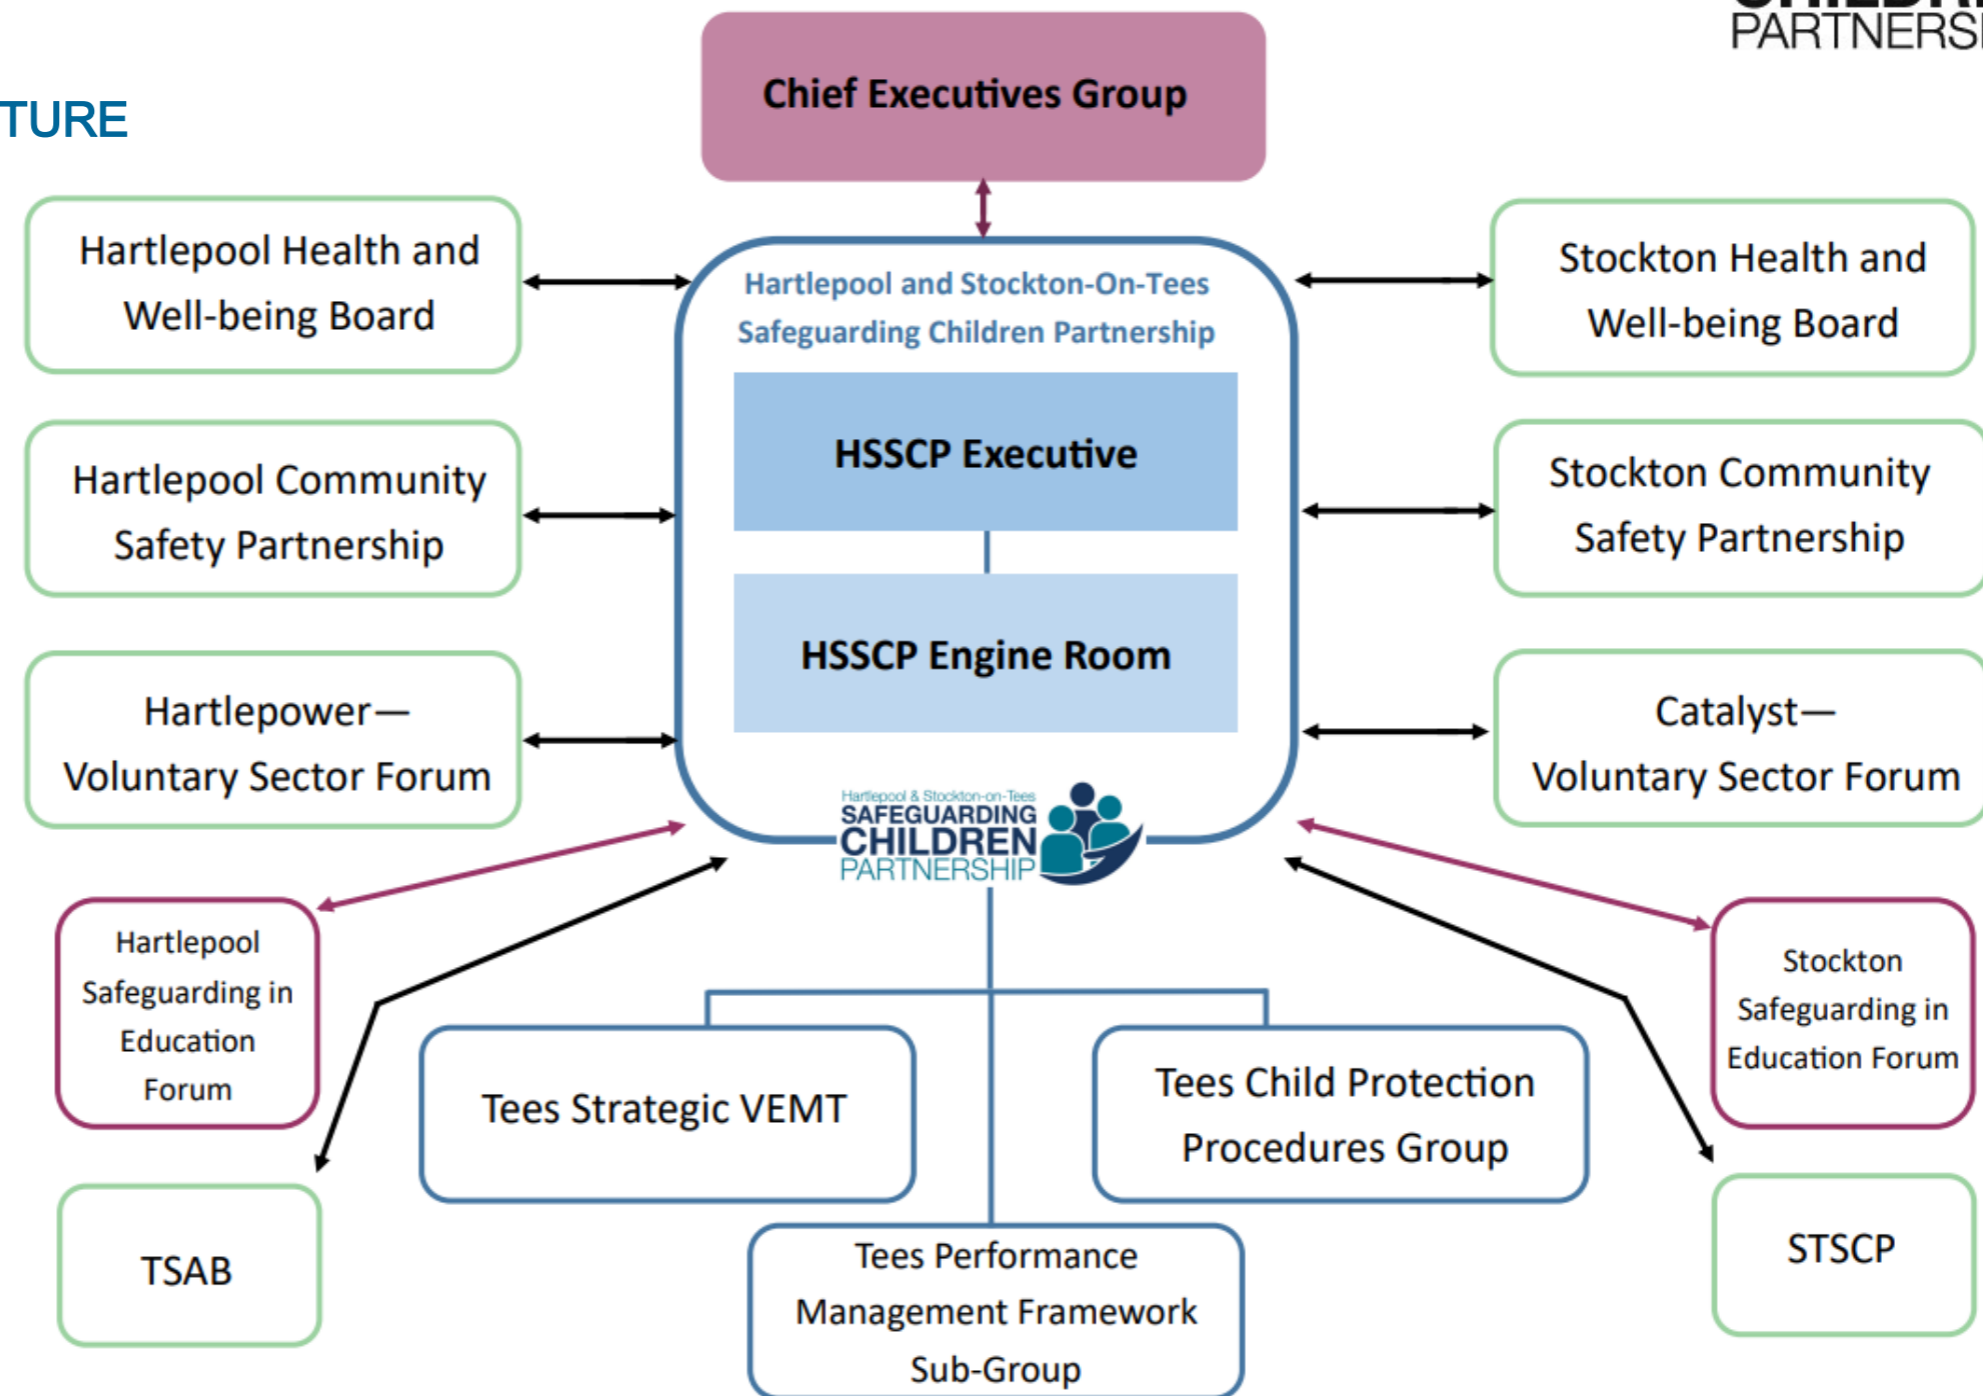 PARTNERSHI
TURE
Chief Executives Group
Hartlepool Health and
Well-being Board
Hartlepool and Stockton-On-Tees
Safeguarding Children Partnership
Stockton Health and
Well-being Board
HSSCP Executive
Hartlepool Community
Safety Partnership
Stockton Community
Safety Partnership
HSSCP Engine Room
Hartlepower—
Voluntary Sector Forum
Catalyst—
Voluntary Sector Forum
Hartlepool & Stockton-on-Tees
SAFEGUARDING
CHILDREN
PARTNERSHIP
Hartlepool
Safeguarding in
Education
Forum
Stockton
Safeguarding in
Education Forum
Tees Strategic VEMT
Tees Child Protection
Procedures Group
TSAB
Tees Performance
Management Framework
Sub-Group
STSCP